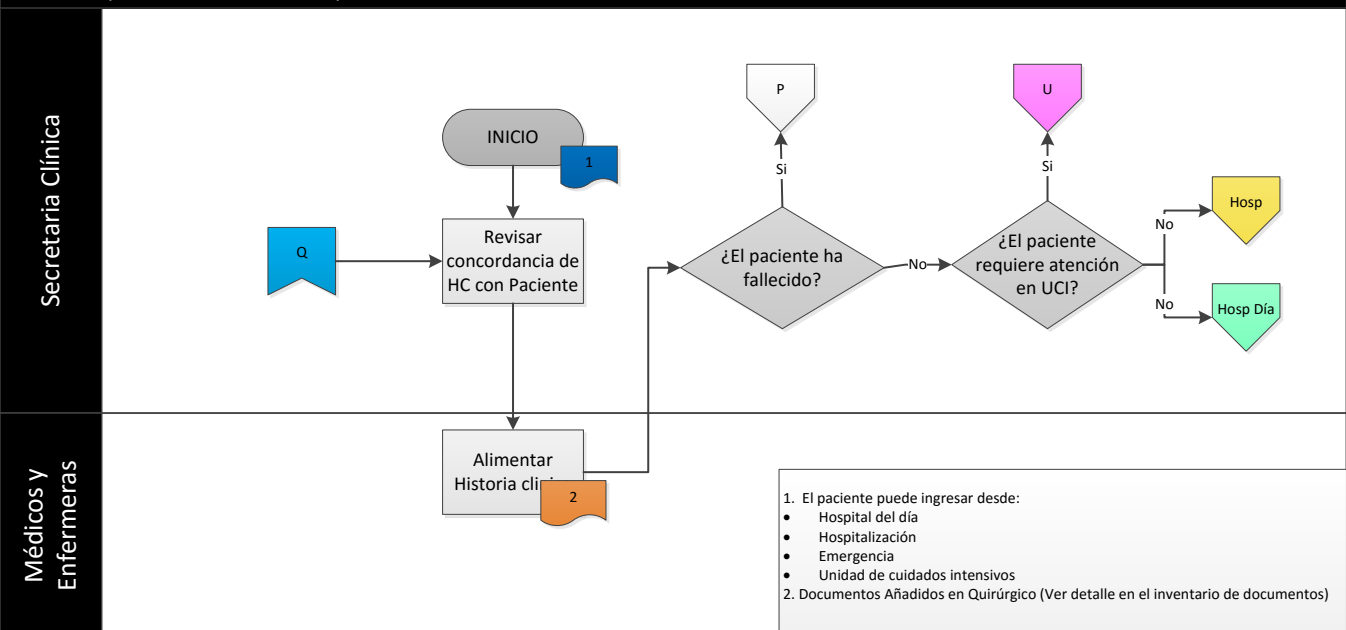 Secretaria Clínica
P
U
INICIO
1
Si
Si
Q
Revisar
concordancia de
HC con Paciente
¿El paciente ha
fallecido?
No
¿El paciente
requiere atención
en UCI?
No
Hosp
No
Hosp Día
Médicos y
Enfermeras
Alimentar
Historia
2
1. El paciente puede ingresar desde:
• Hospital del día
• Hospitalización
• Emergencia
• Unidad de cuidados intensivos
2. Documentos Añadidos en Quirúrgico (Ver detalle en el inventario de documentos)